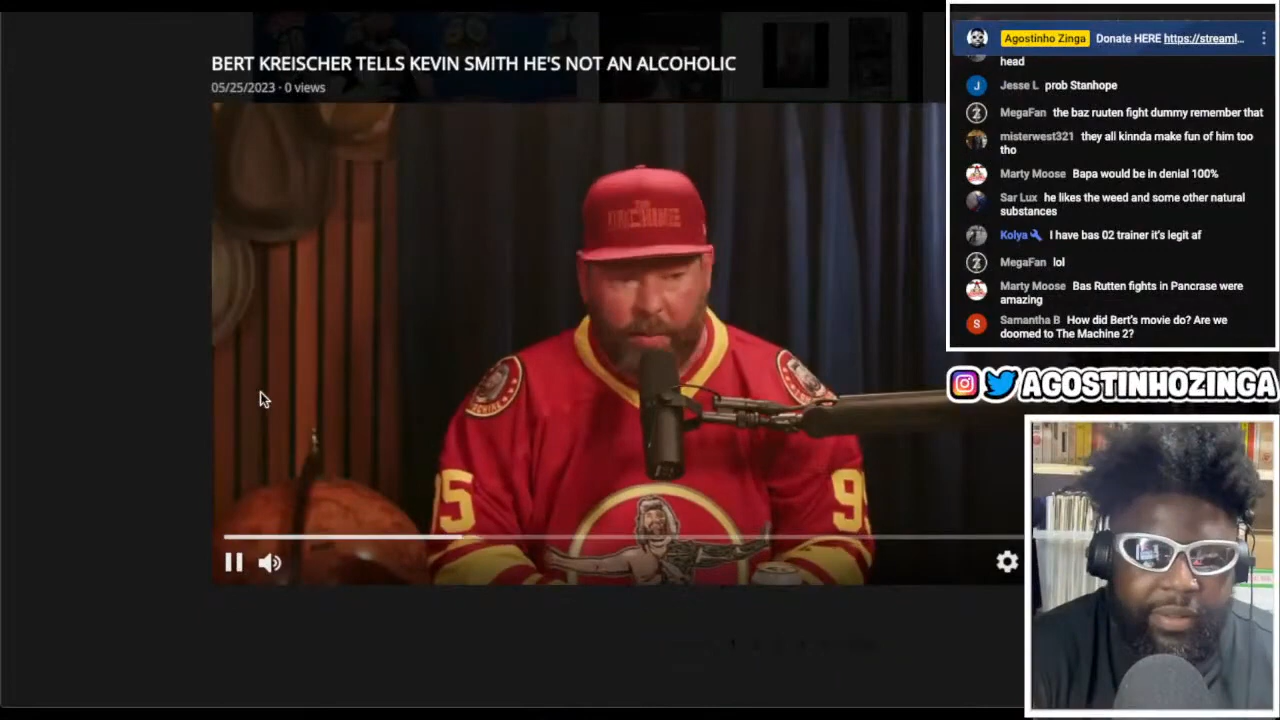 BERT KREISCHER TELLS KEVIN SMITH HE'S NOT AN ALCOHOLIC
05/25/2023 · 0 views
THE MACHINE
95
95
Agostinho Zinga Donate HERE https://streaml...
head
J Jesse L prob Stanhope
MegaFan the baz ruuten fight dummy remember that
misterwest321 they all kinnda make fun of him too
tho
Marty Moose Bapa would be in denial 100%
Sar Lux he likes the weed and some other natural
substances
Kolya I have bas 02 trainer it's legit af
MegaFan lol
Marty Moose Bas Rutten fights in Pancrase were
amazing
S Samantha B How did Bert's movie do? Are we
doomed to The Machine 2?
AGOSTINHOZINGA